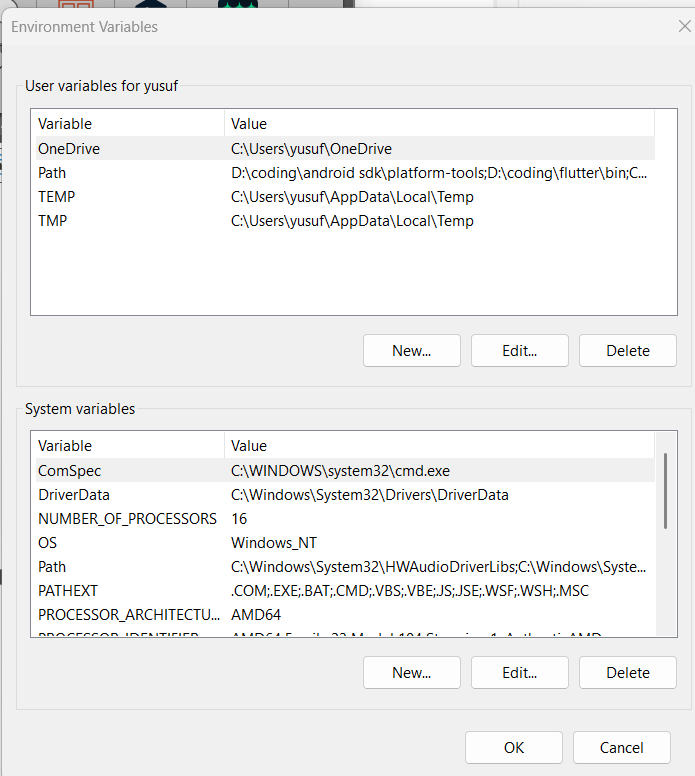 Environment Variables
User variables for yusuf
Variable Value
OneDrive C:\Users\yusuf\OneDrive
Path D:\coding\android sdk\platform-tools;D:\coding\flutter\bin;C...
TEMP C:\Users\yusuf\AppData\Local\Temp
TMP C:\Users\yusuf\AppData\Local\Temp
New... Edit... Delete
System variables
Variable Value
ComSpec C:\WINDOWS\system32\cmd.exe
DriverData C:\Windows\System32\Drivers\DriverData
NUMBER_OF_PROCESSORS 16
OS Windows_NT
Path C:\Windows\System32\HWAudioDriverLibs;C:\Windows\Syste...
PATHEXT .COM;.EXE;.BAT;.CMD;.VBS;.VBE;.JS;.JSE;.WSF;.WSH;.MSC
PROCESSOR_ARCHITECTU... AMD64
New... Edit... Delete
OK Cancel